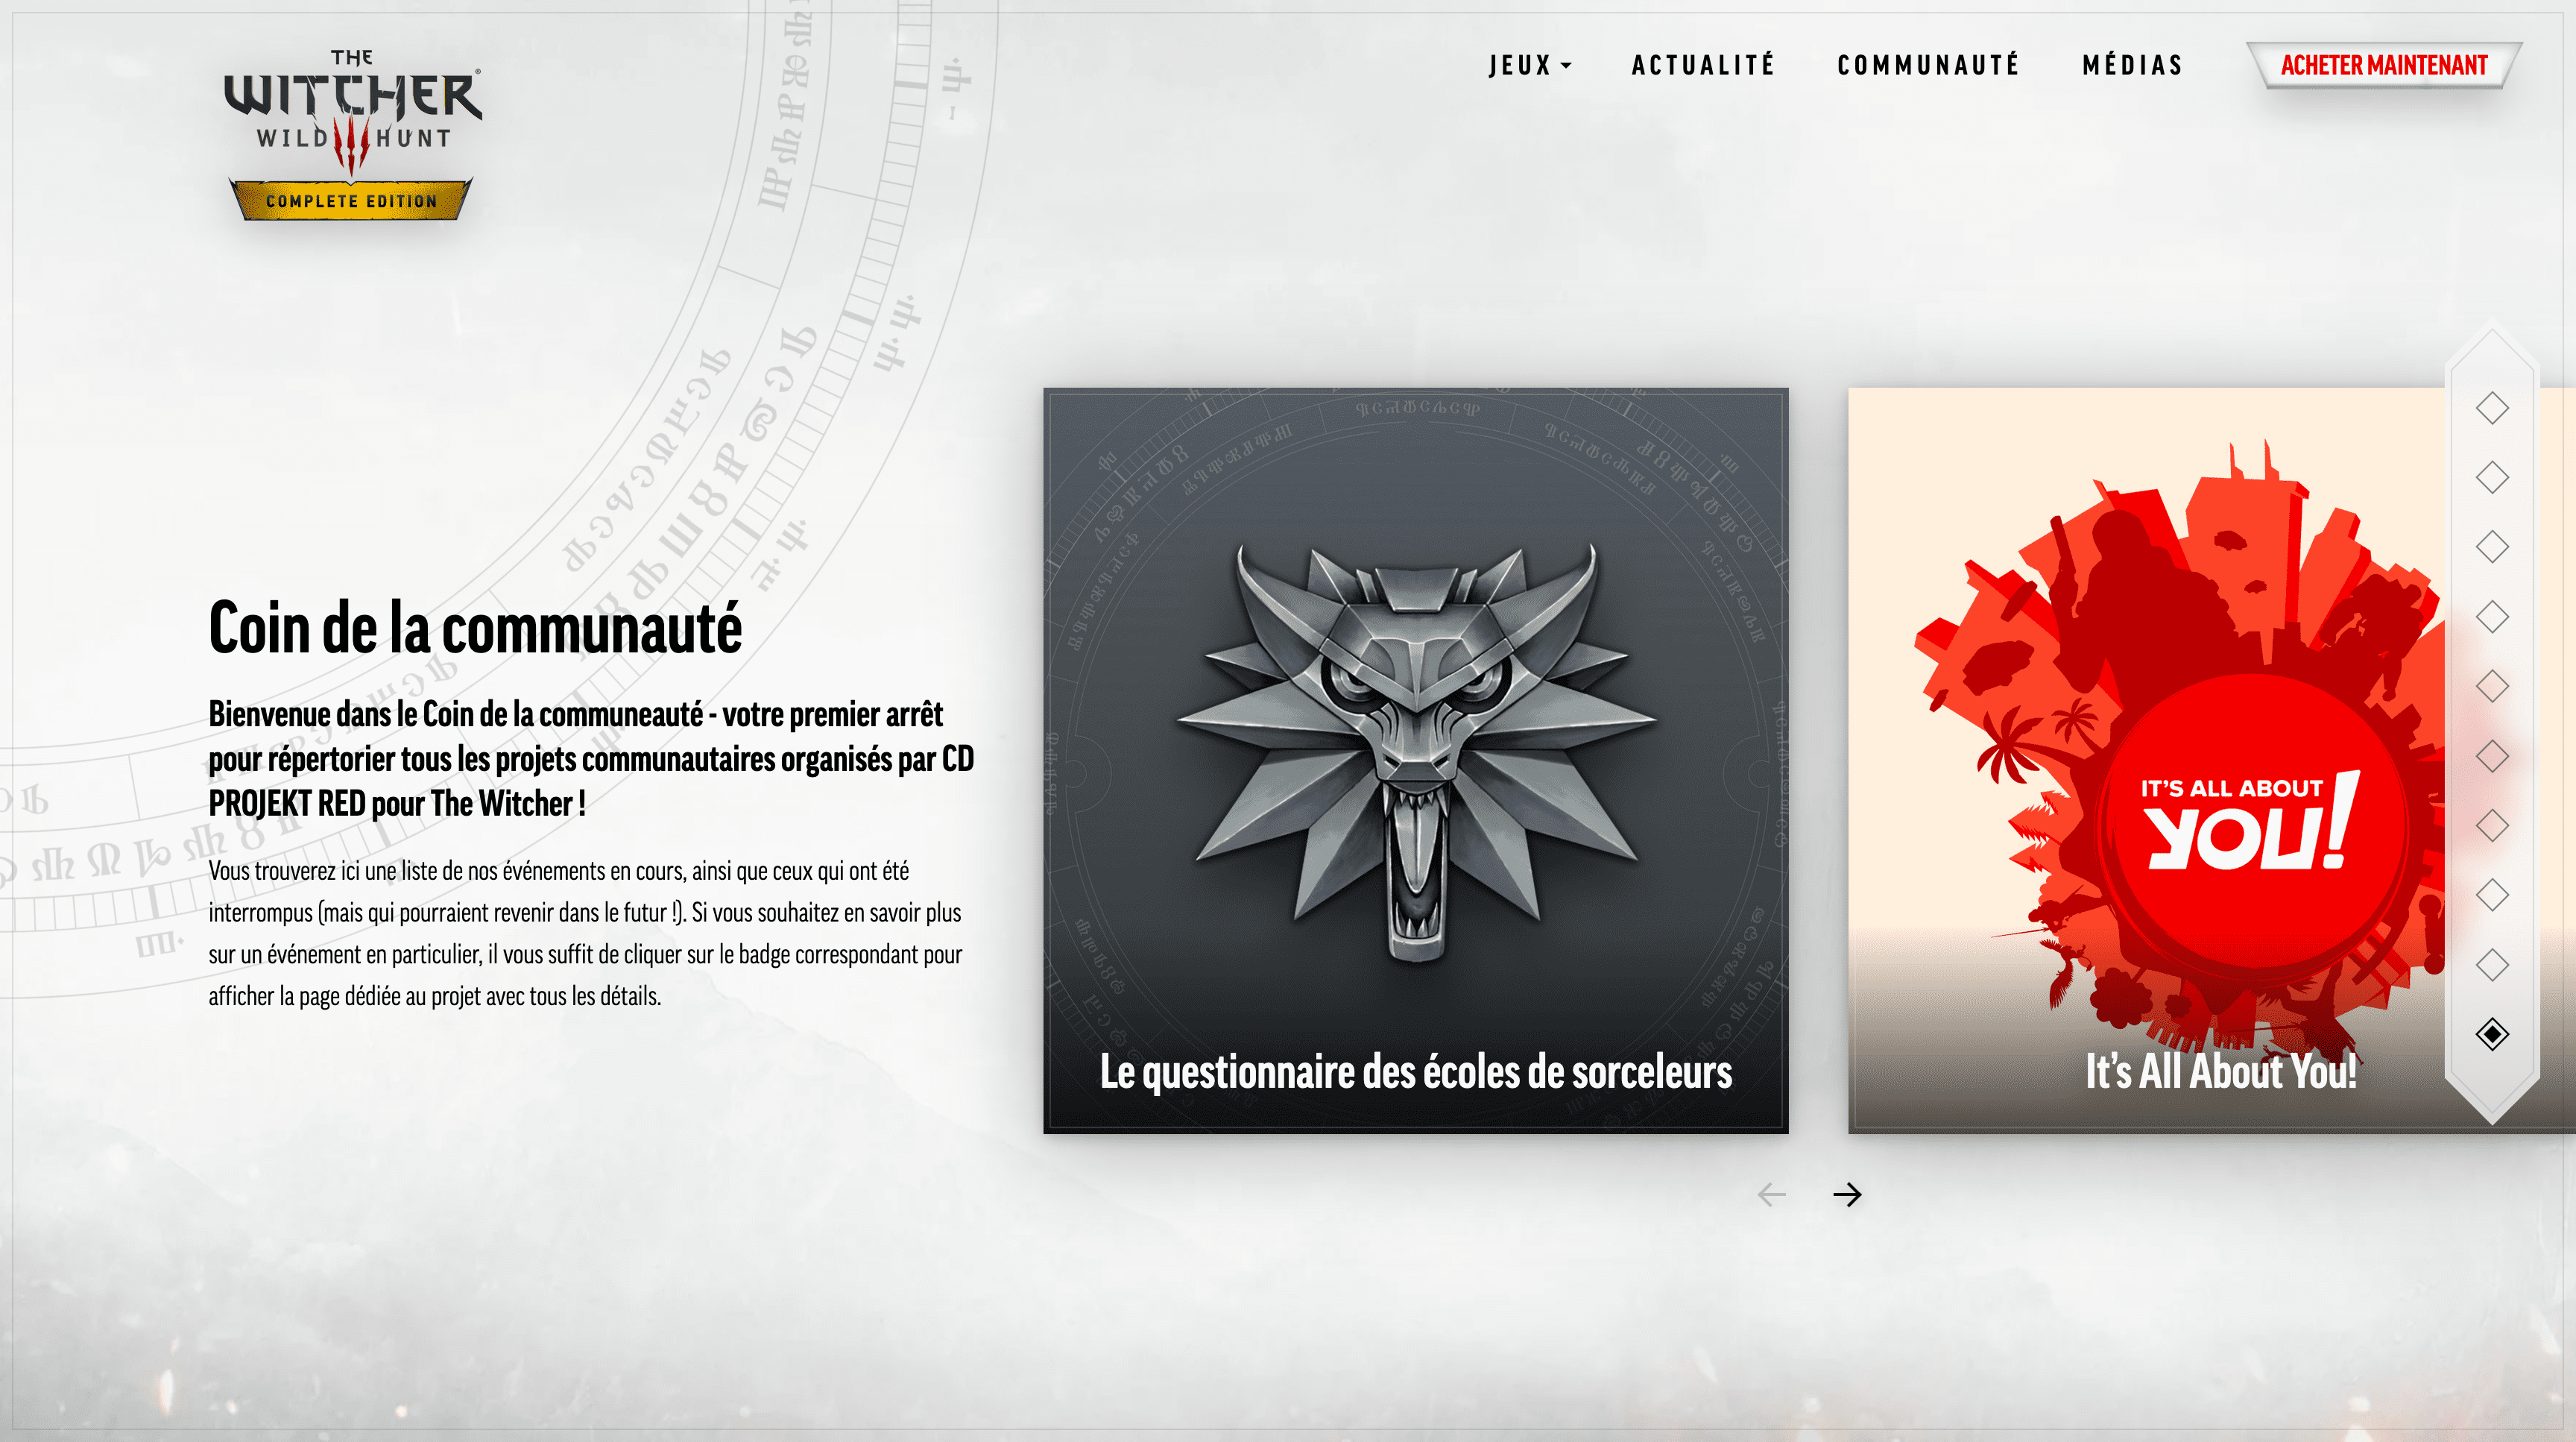 THE
WITCHER®
WILD HUNT
COMPLETE EDITION
JEUX
ACTUALITÉ
COMMUNAUTÉ
MÉDIAS
ACHETER MAINTENANT
Coin de la communauté
Bienvenue dans le Coin de la communeauté - votre premier arrêt
pour répertorier tous les projets communautaires organisés par CD
PROJEKT RED pour The Witcher !
Vous trouverez ici une liste de nos événements en cours, ainsi que ceux qui ont été
interrompus (mais qui pourraient revenir dans le futur !). Si vous souhaitez en savoir plus
sur un événement en particulier, il vous suffit de cliquer sur le badge correspondant pour
afficher la page dédiée au projet avec tous les détails.
Le questionnaire des écoles de sorceleurs
IT'S ALL ABOUT
YOU!
It's All About You!